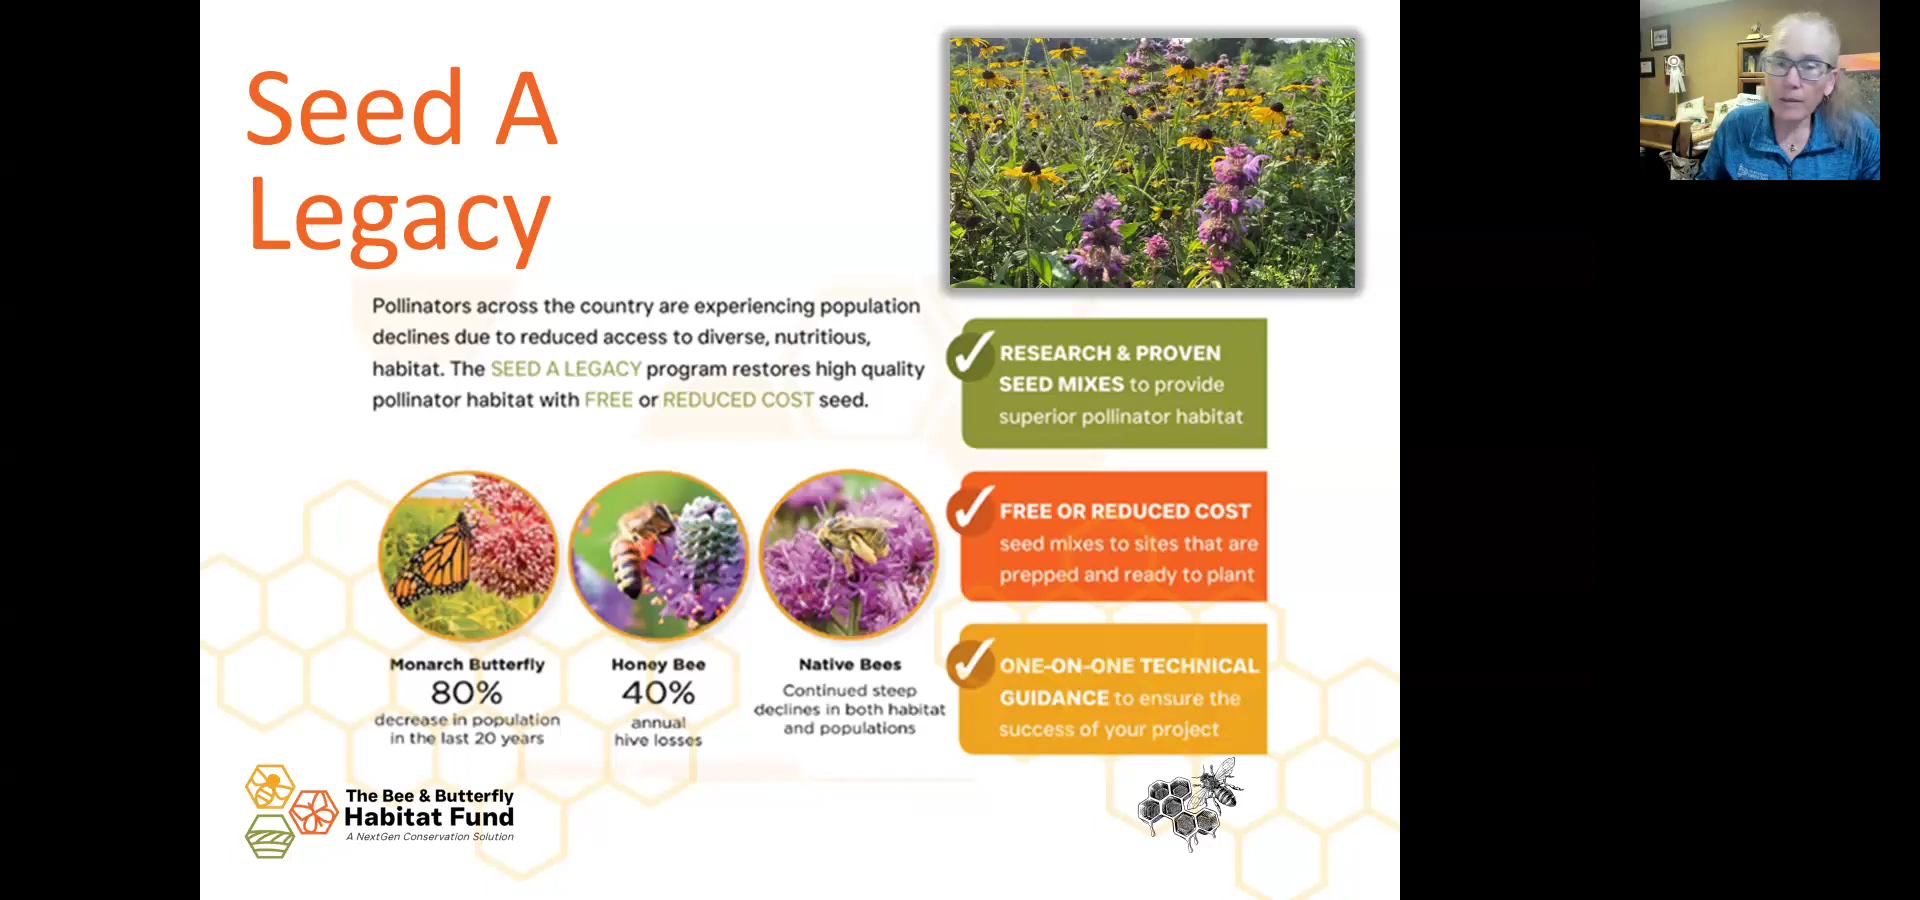 Seed A
Legacy
Pollinators across the country are experiencing population
declines due to reduced access to diverse, nutritious,
habitat. The SEED A LEGACY program restores high quality
pollinator habitat with FREE or REDUCED COST seed.
Monarch Butterfly
80%
decrease in population
in the last 20 years
Honey Bee
40%
annual
hive losses
Native Bees
Continued steep
declines in both habitat
and populations
RESEARCH & PROVEN
SEED MIXES to provide
superior pollinator habitat
FREE OR REDUCED COST
seed mixes to sites that are
prepped and ready to plant
ONE-ON-ONE TECHNICAL
GUIDANCE to ensure the
success of your project
The Bee & Butterfly
Habitat Fund
A NextGen Conservation Solution